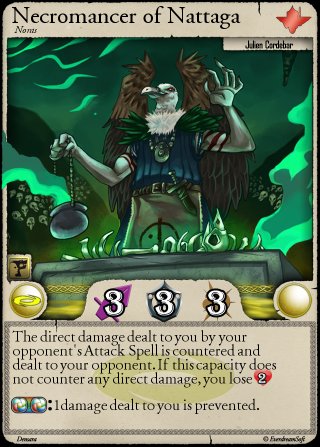 Necromancer of Nattaga
Noras
Julien Cordebar
3 3 3
The direct damage dealt to you by your
opponent's Attack Spell is countered and
dealt to your opponent. If this capacity does
not counter any direct damage, you lose 2
: 1 damage dealt to you is prevented.
Demara © EverdreamSoft